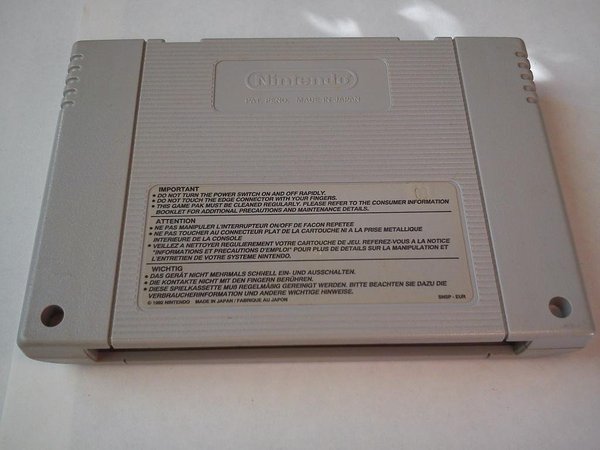 Nintendo
PAT. PEND. MADE IN JAPAN
IMPORTANT
• DO NOT TURN THE POWER SWITCH ON AND OFF RAPIDLY.
• DO NOT TOUCH THE EDGE CONNECTOR WITH YOUR FINGERS.
• THIS GAME PAK MUST BE CLEANED REGULARLY. PLEASE REFER TO THE CONSUMER INFORMATION
BOOKLET FOR ADDITIONAL PRECAUTIONS AND MAINTENANCE DETAILS.
ATTENTION
• NE PAS MANIPULER L'INTERRUPTEUR ON/OFF DE FACON REPETEE
• NE PAS TOUCHER AU CONNECTEUR PLAT DE LA CARTOUCHE NI A LA PRISE METALLIQUE
INTERIEURE DE LA CONSOLE
• VEUILLEZ A NETTOYER REGULIEREMENT VOTRE CARTOUCHE DE JEU. REFEREZ-VOUS A LA NOTICE
"INFORMATIONS ET PRECAUTIONS D'EMPLOI" POUR PLUS DE DETAILS SUR LA MANIPULATION ET
L'ENTRETIEN DE VOTRE SYSTEME NINTENDO.
WICHTIG
• DAS GERÄT NICHT MEHRMALS SCHNELL EIN- UND AUSSCHALTEN.
• DIE KONTAKTE NICHT MIT DEN FINGERN BERÜHREN.
• DIESE SPIELKASSETTE MUß REGELMÄßIG GEREINIGT WERDEN. BITTE BEACHTEN SIE DAZU DIE
VERBRAUCHERINFORMATION UND ANDERE WICHTIGE HINWEISE.
© 1992 NINTENDO MADE IN JAPAN / FABRIQUE AU JAPON SNSP - EUR